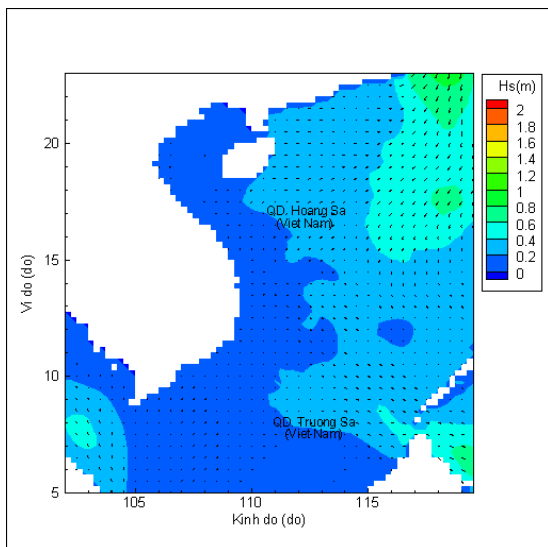 Hs(m)
2
1.8
1.6
1.4
1.2
1
0.8
0.6
0.4
0.2
0
20
15
10
5
Vi do (do)
QD. Hoang Sa
(Viet Nam)
QD. Truong Sa
(Viet Nam)
105
110
115
Kinh do (do)